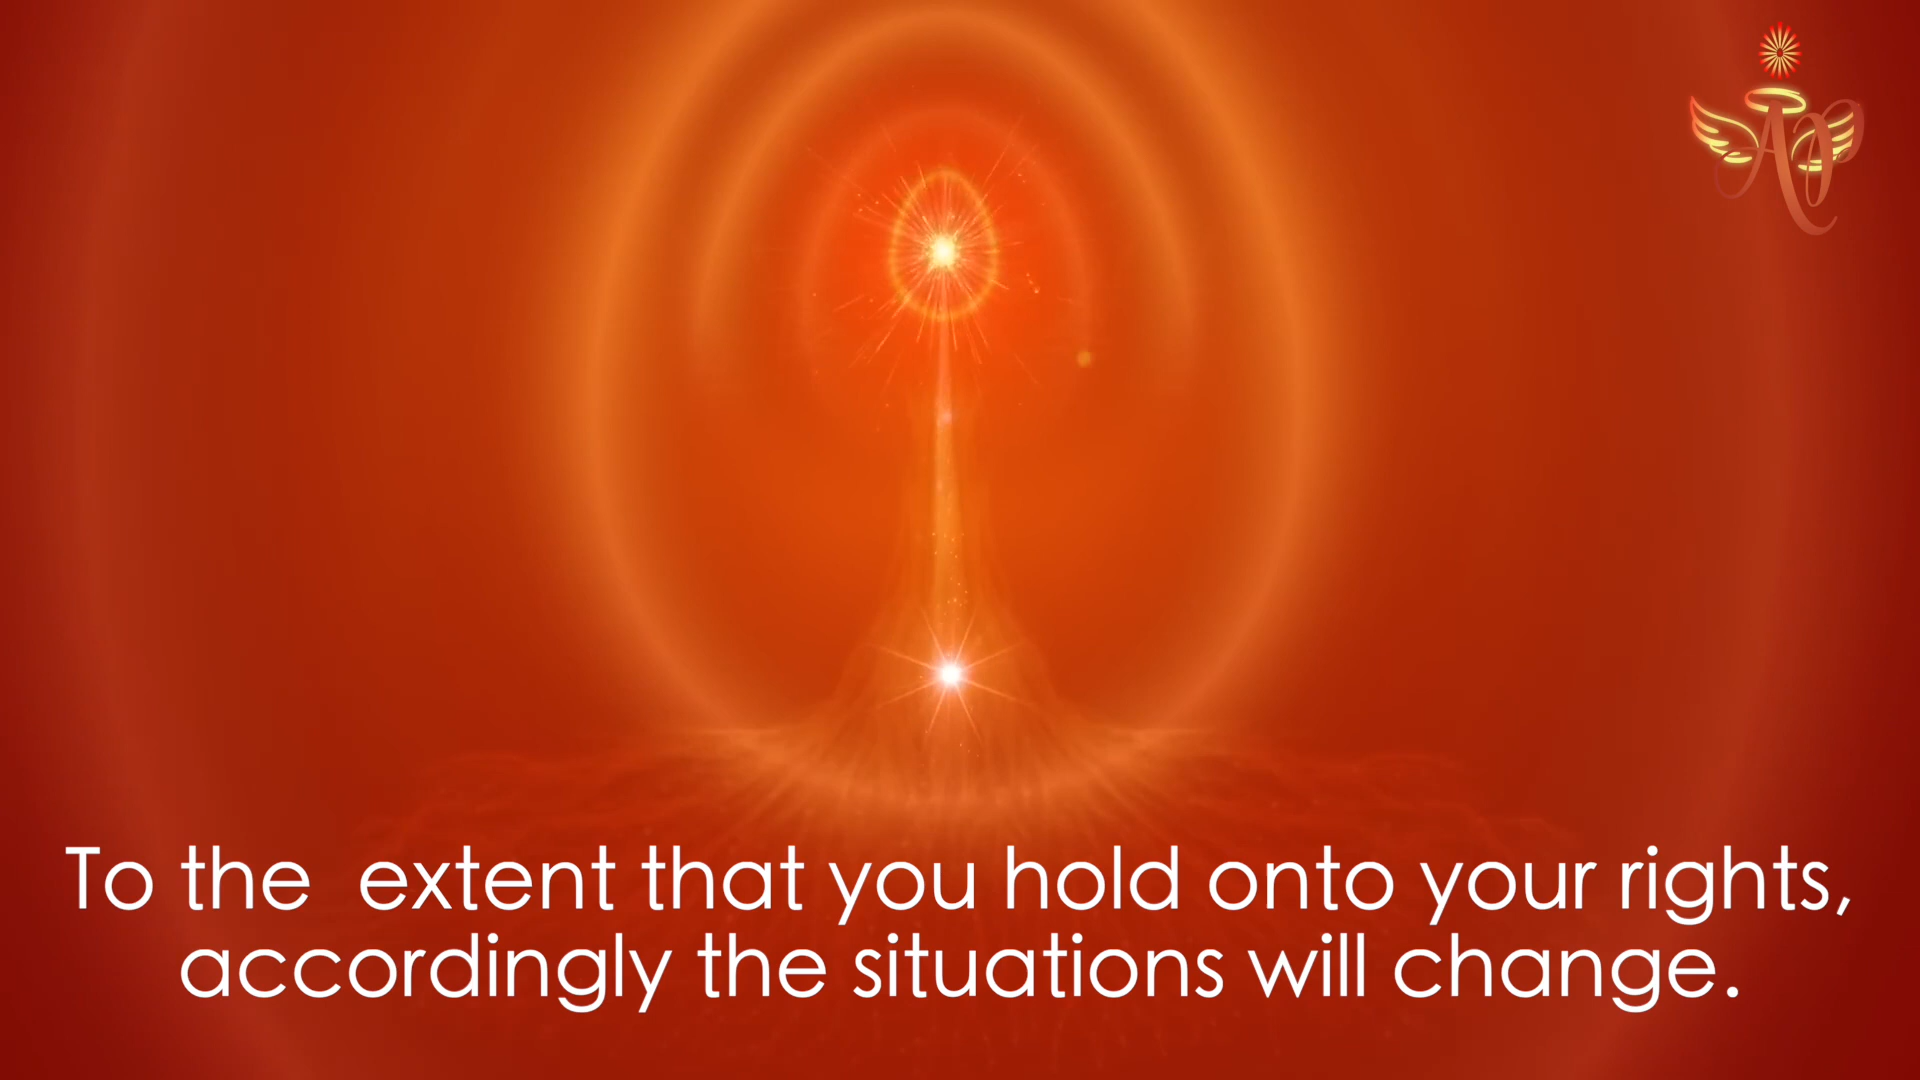 To the  extent that you hold onto your rights,
accordingly the situations will change.